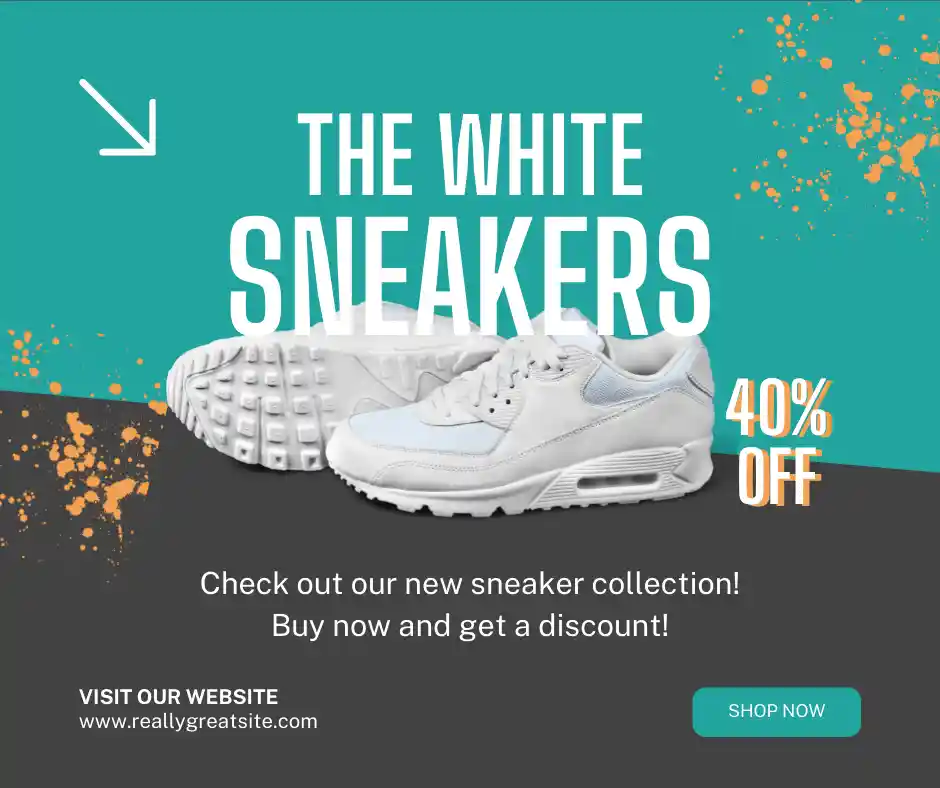 THE WHITE
SNEAKERS
40%
OFF
Check out our new sneaker collection!
Buy now and get a discount!
VISIT OUR WEBSITE
www.reallygreatsite.com
SHOP NOW